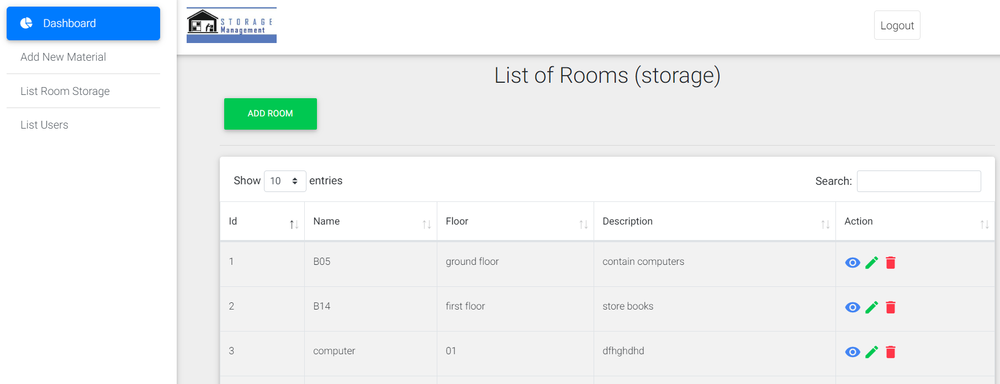 Dashboard
Add New Material
List Room Storage
List Users
STORAGE
Management
Logout
List of Rooms (storage)
ADD ROOM
Show 10 entries
Search:
Id Name Floor Description Action
1 B05 ground floor contain computers
2 B14 first floor store books
3 computer 01 dfhghdhd